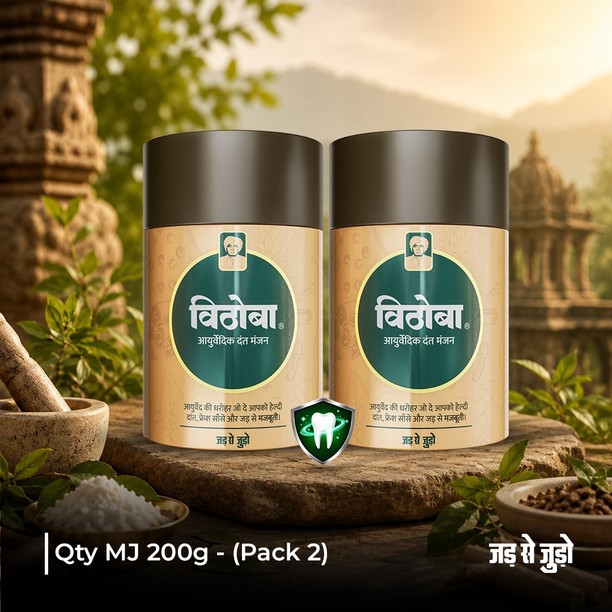 विठोबा®
आयुर्वेदिक दंत मंजन
आयुर्वेद की धरोहर जो दे आपको हेल्दी
दांत, फ्रेश साँसे और जड़ से मजबूती।
जड़ से जुड़ो
विठोबा®
आयुर्वेदिक दंत मंजन
आयुर्वेद की धरोहर जो दे आपको हेल्दी
दांत, फ्रेश साँसे और जड़ से मजबूती।
जड़ से जुड़ो
Qty MJ 200g - (Pack 2)
जड़ से जुड़ो